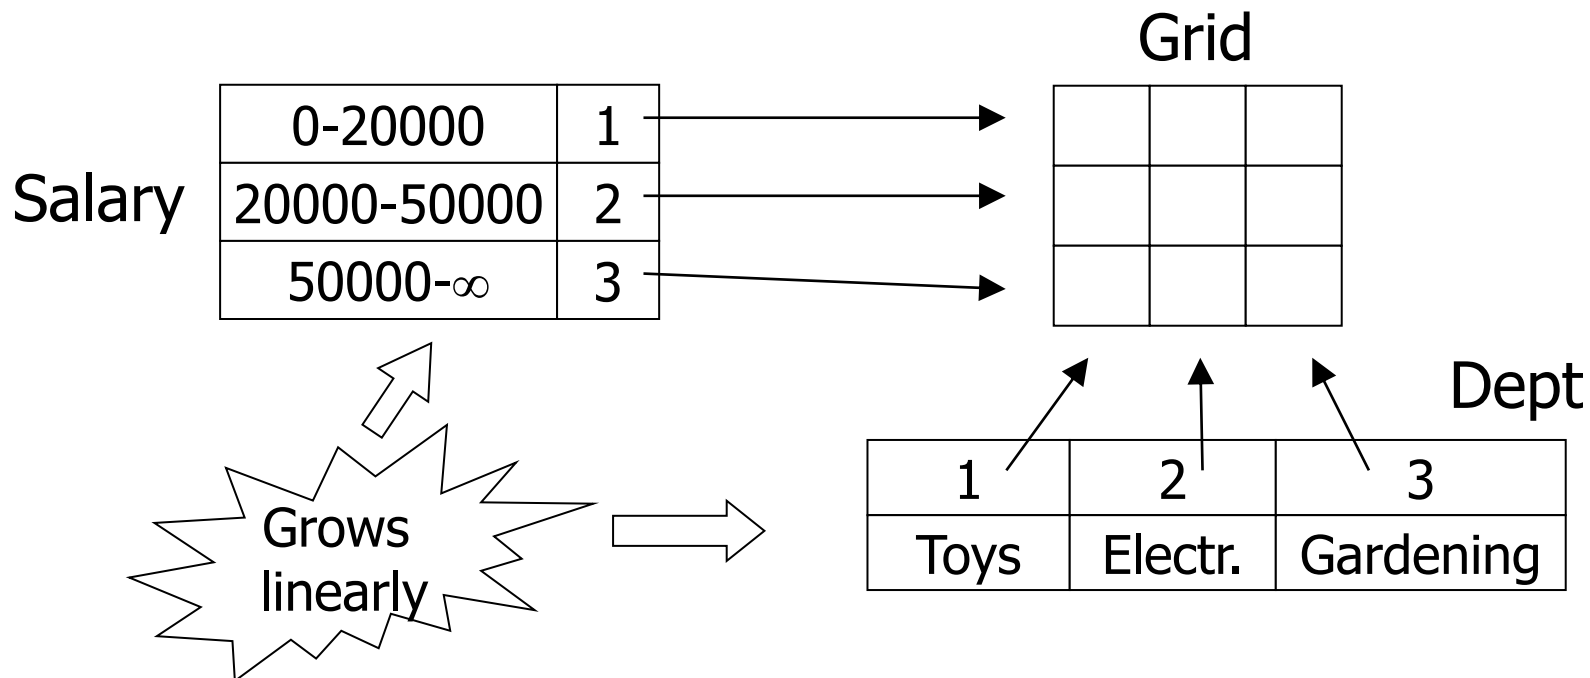 Grid
Salary
0-20000 1
20000-50000 2
50000-∞ 3
Dept
1 2 3
Toys Electr. Gardening
Grows
linearly